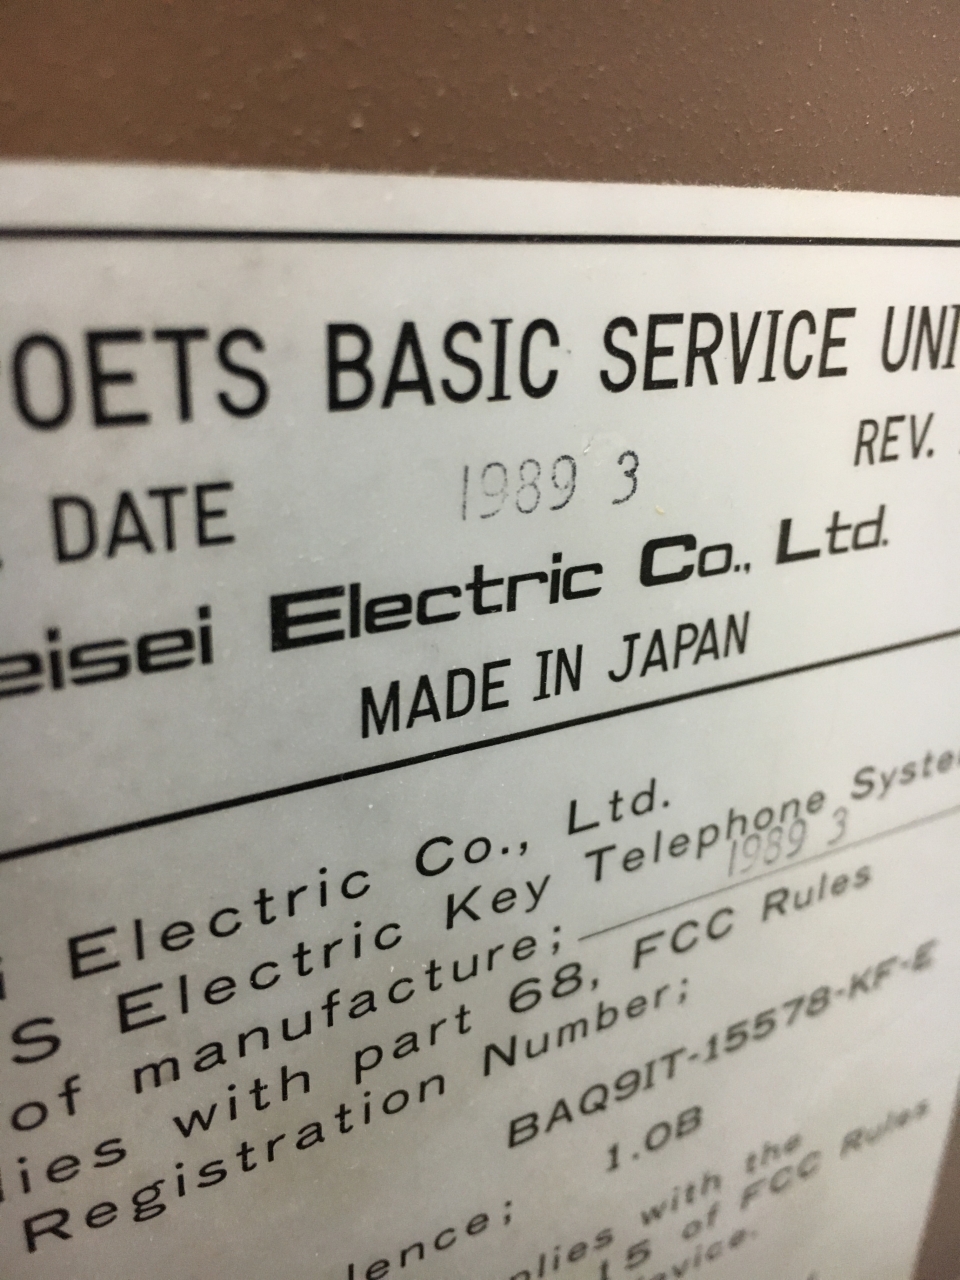 OETS BASIC SERVICE UNI
DATE 1989 3 REV.
eisei Electric Co., Ltd.
MADE IN JAPAN
i Electric Co., Ltd.
S Electric Key Telephone Syste
of manufacture; 1989 3
lies with part 68, FCC Rules
Registration Number;
BAQ9IT-15578-KF-E
lence; 1.0B
plies with the
15 of FCC Rules
evice.